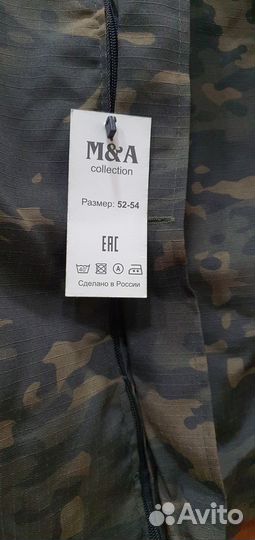 M&A
collection
Размер: 52-54
EAC
A
Сделано в России
Avito